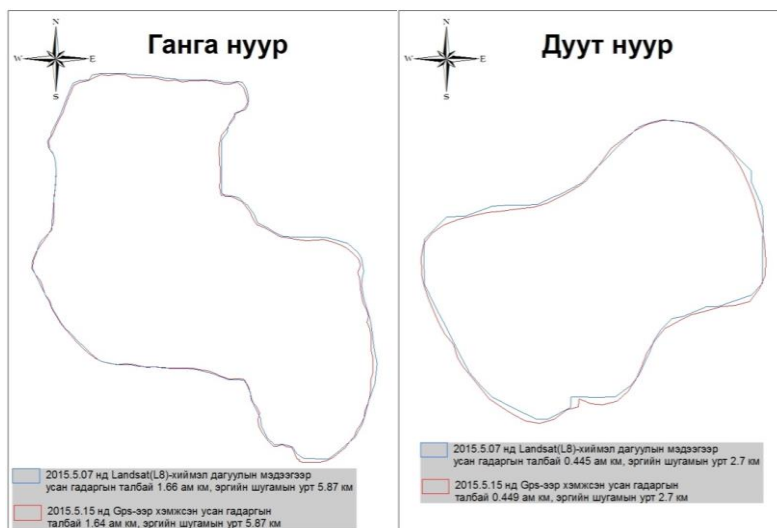 Ганга нуур
N
W
E
S
2015.5.07 нд Landsat(L8)-хиймэл дагуулын мэдээгээр
усан гадаргын талбай 1.66 ам км, эргийн шугамын урт 5.87 км
2015.5.15 нд Gps-ээр хэмжсэн усан гадаргын
талбай 1.64 ам км, эргийн шугамын урт 5.87 км
Дуут нуур
N
W
E
S
2015.5.07 нд Landsat(L8)-хиймэл дагуулын мэдээгээр
усан гадаргын талбай 0.445 ам км, эргийн шугамын урт 2.7 км
2015.5.15 нд Gps-ээр хэмжсэн усан гадаргын
талбай 0.449 ам км, эргийн шугамын урт 2.7 км